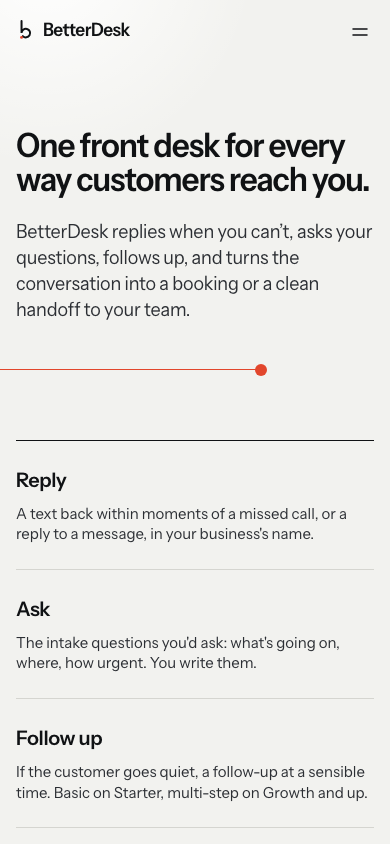 BetterDesk
One front desk for every
way customers reach you.
BetterDesk replies when you can’t, asks your
questions, follows up, and turns the
conversation into a booking or a clean
handoff to your team.
Reply
A text back within moments of a missed call, or a
reply to a message, in your business's name.
Ask
The intake questions you'd ask: what's going on,
where, how urgent. You write them.
Follow up
If the customer goes quiet, a follow-up at a sensible
time. Basic on Starter, multi-step on Growth and up.